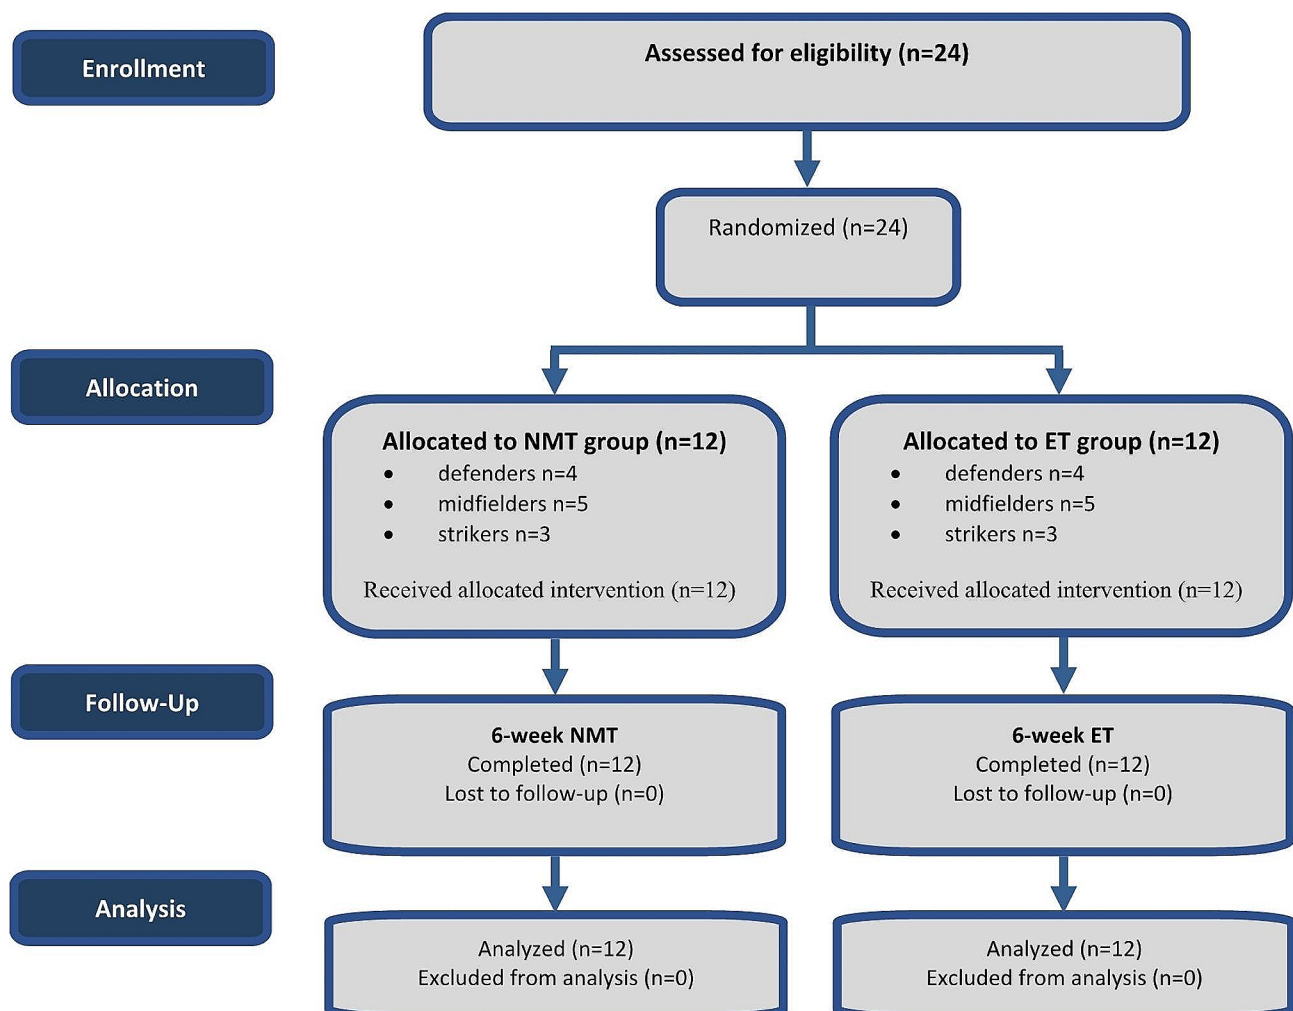 Enrollment
Assessed for eligibility (n=24)
Randomized (n=24)
Allocation
Allocated to NMT group (n=12)
• defenders n=4
• midfielders n=5
• strikers n=3
Received allocated intervention (n=12)
Allocated to ET group (n=12)
• defenders n=4
• midfielders n=5
• strikers n=3
Received allocated intervention (n=12)
Follow-Up
6-week NMT
Completed (n=12)
Lost to follow-up (n=0)
6-week ET
Completed (n=12)
Lost to follow-up (n=0)
Analysis
Analyzed (n=12)
Excluded from analysis (n=0)
Analyzed (n=12)
Excluded from analysis (n=0)